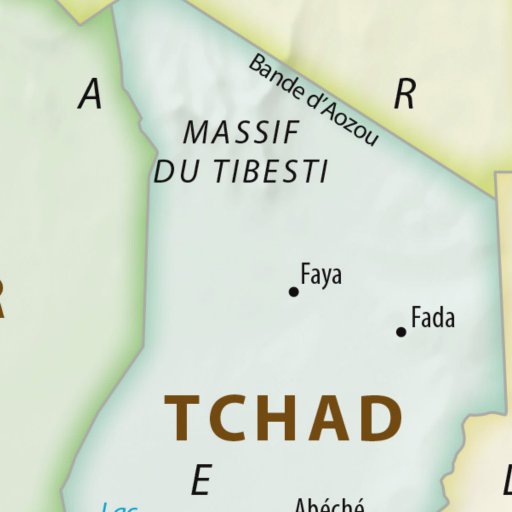 Bande d'Aozou
A
R
MASSIF
DU TIBESTI
Faya
Fada
R
TCHAD
E
Lac
Abéché